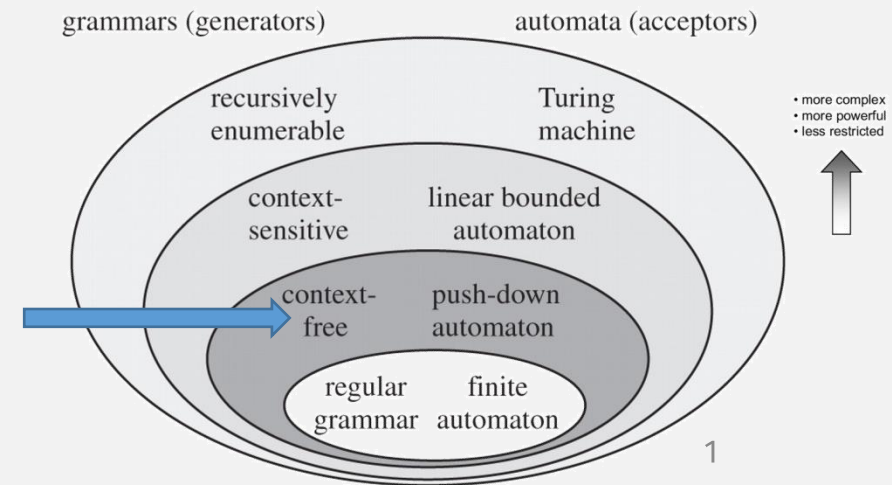 grammars (generators)
automata (acceptors)
recursively
enumerable
Turing
machine
• more complex
• more powerful
• less restricted
context-
sensitive
linear bounded
automaton
context-
free
push-down
automaton
regular
grammar
finite
automaton
1